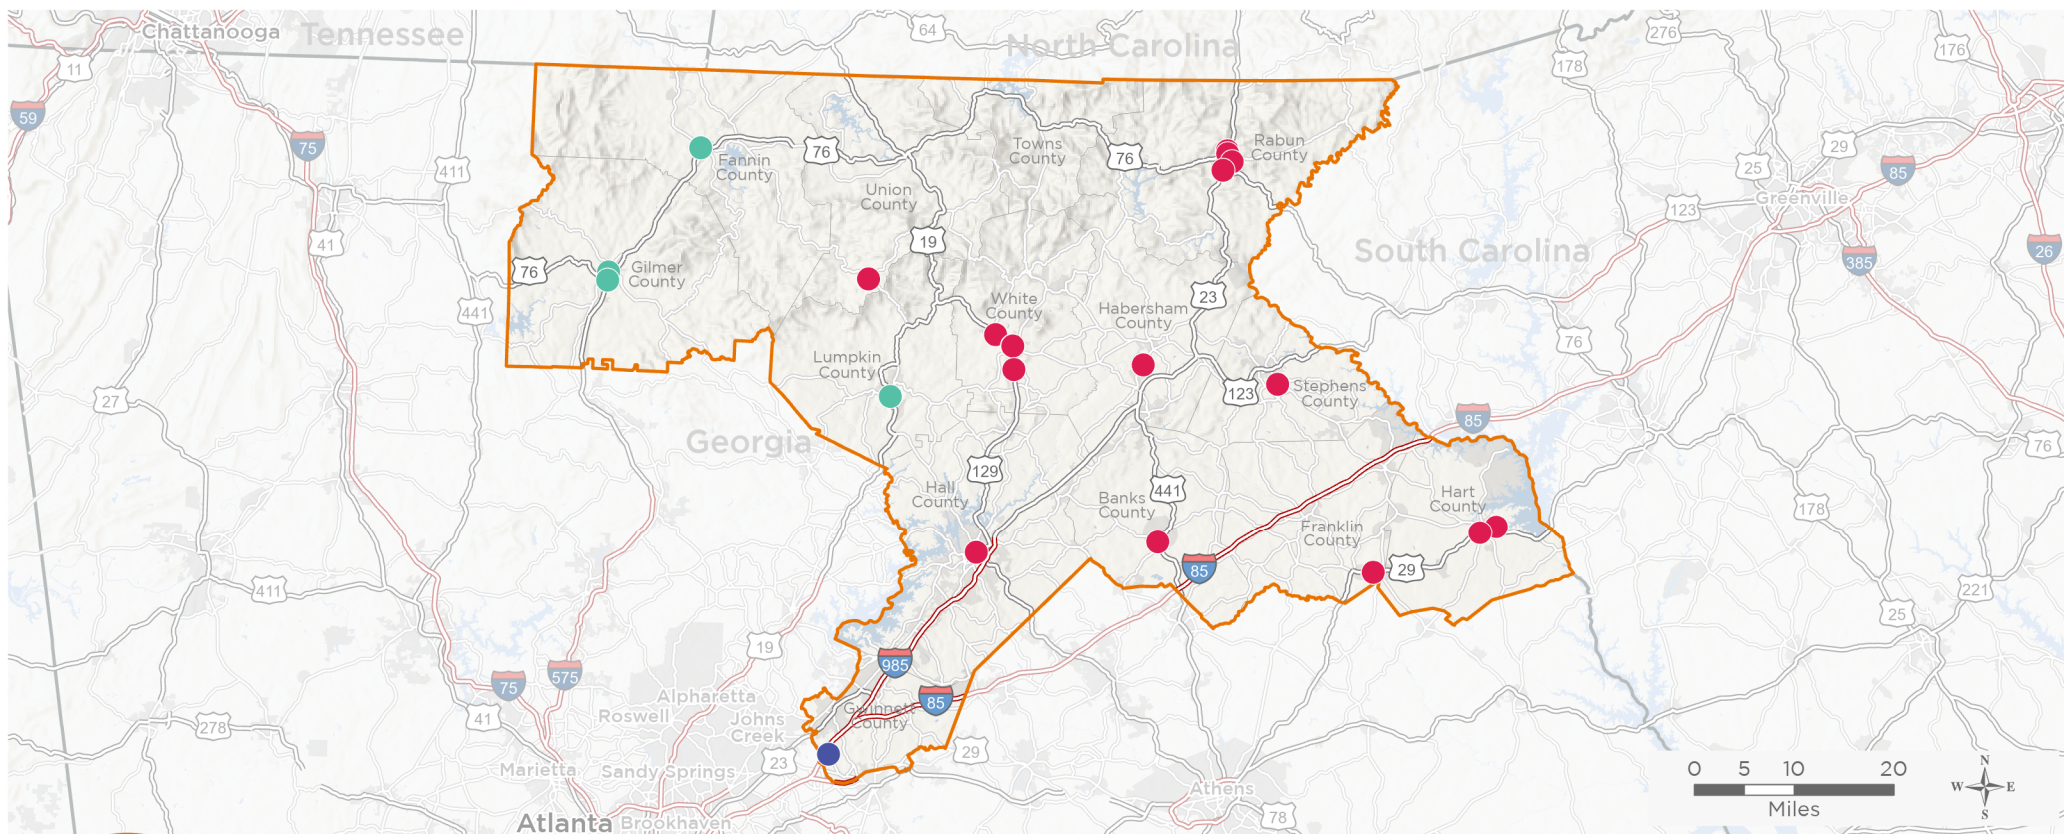 Chattanooga
Tennessee
64
North Carolina
276
176
11
178
59
75
411
76
Fannin
County
Towns
County
76
Rabun
County
29
25
85
Union
County
123
Greenville
41
19
South Carolina
385
26
76
Gilmer
County
441
White
County
Habersham
County
23
76
Lumpkin
County
27
123
Stephens
County
85
Georgia
76
129
Hall
County
Banks
County
441
Hart
County
178
Franklin
County
85
29
411
221
25
19
985
75
575
Alpharetta
85
41
Roswell
Johns
Creek
Gwinnett
County
278
23
29
Marietta
Sandy Springs
Athens
78
Atlanta
Brookhaven
0 5 10 20
Miles
N
W E
S